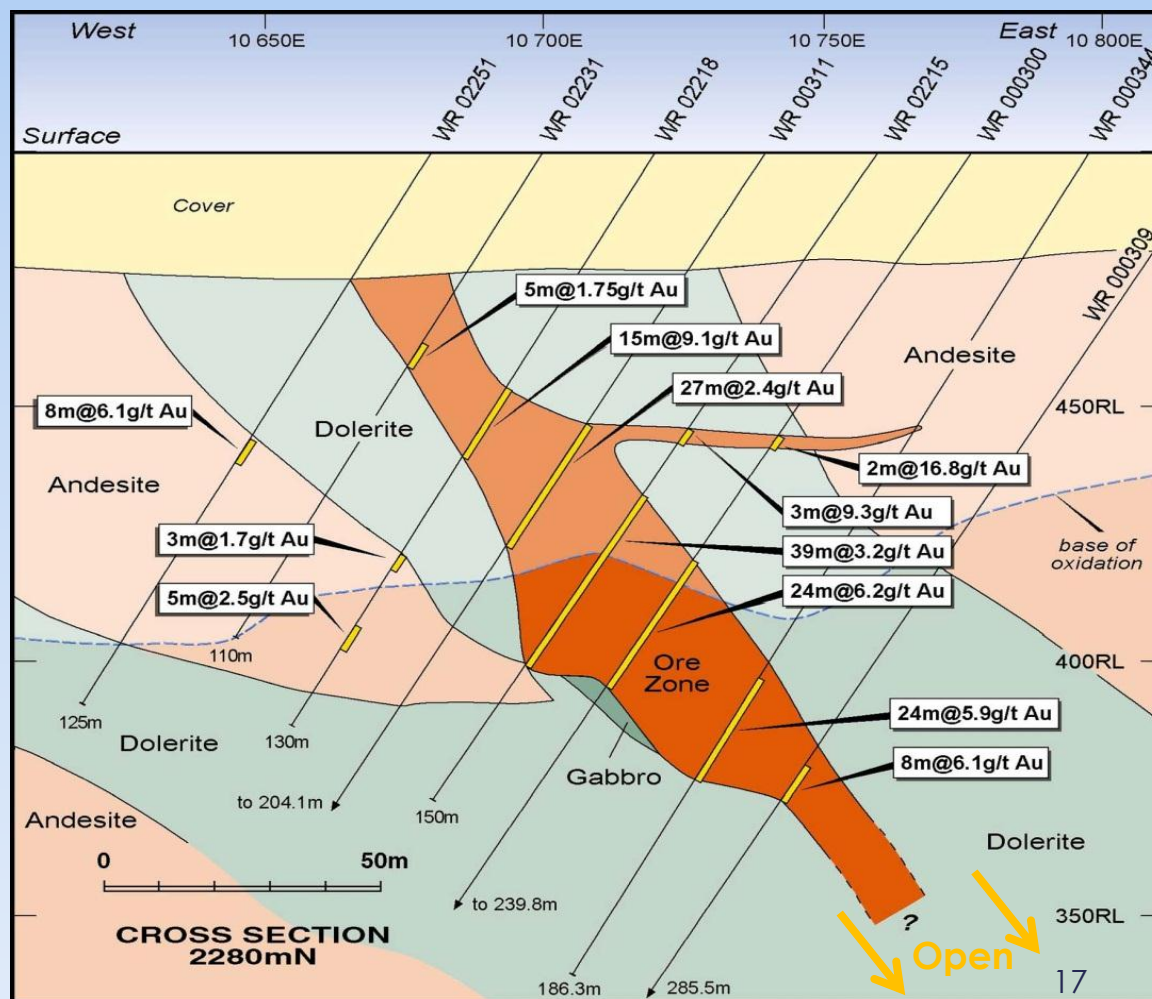 West
East
10 650E
10 700E
10 750E
10 800E
WR 02251
WR 02231
WR 02218
WR 00311
WR 02215
WR 000300
WR 000344
Surface
Cover
WR 000309
5m@1.75g/t Au
15m@9.1g/t Au
Andesite
27m@2.4g/t Au
8m@6.1g/t Au
450RL
Dolerite
2m@16.8g/t Au
Andesite
3m@9.3g/t Au
3m@1.7g/t Au
39m@3.2g/t Au
base of
oxidation
5m@2.5g/t Au
24m@6.2g/t Au
110m
Ore
Zone
400RL
125m
130m
Dolerite
24m@5.9g/t Au
Gabbro
8m@6.1g/t Au
to 204.1m
150m
Andesite
Dolerite
0
50m
to 239.8m
350RL
?
CROSS SECTION
2280mN
Open
186.3m
285.5m
17